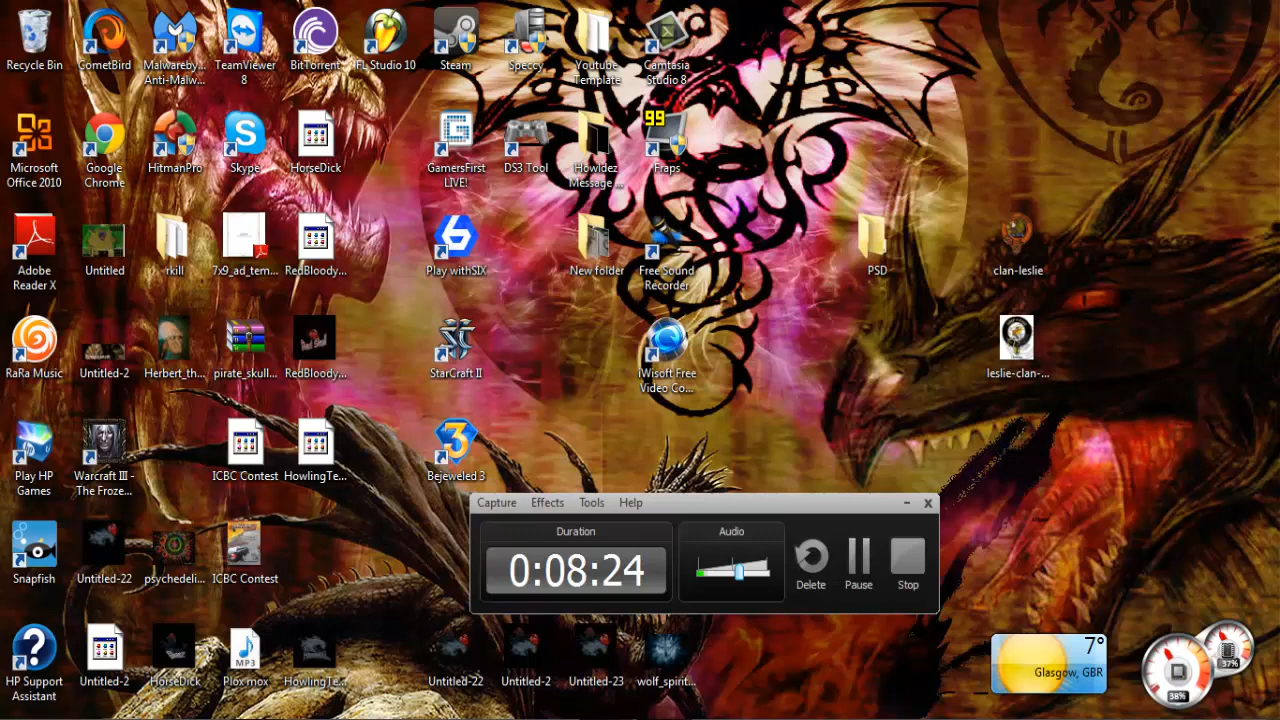 Recycle Bin
CometBird
Malwareby...
Anti-Malw...
TeamViewer
8
BitTorrent
FL Studio 10
Steam
Speccy
Youtube
Template
Camtasia
Studio 8
Microsoft
Office 2010
Google
Chrome
HitmanPro
Skype
HorseDick
GamersFirst
LIVE!
DS3 Tool
Howldez
Message ...
99
Fraps
Adobe
Reader X
Untitled
rkill
7x9_ad_tem...
RedBloody...
Play withSIX
New folder
Free Sound
Recorder
PSD
clan-leslie
RaRa Music
Untitled-2
Herbert_th...
pirate_skull...
RedBloody...
StarCraft II
iWisoft Free
Video Co...
leslie-clan-...
Play HP
Games
Warcraft III -
The Froze...
ICBC Contest
HowlingTe...
3
Bejeweled 3
Capture Effects Tools Help
Duration
Audio
0:08:24
Delete
Pause
Stop
Snapfish
Untitled-22
psychedeli...
ICBC Contest
HP Support
Assistant
Untitled-2
HorseDick
MP3
Plox mox
HowlingTe...
Untitled-22
Untitled-2
Untitled-23
wolf_spirit...
7°
Glasgow, GBR
37%
38%